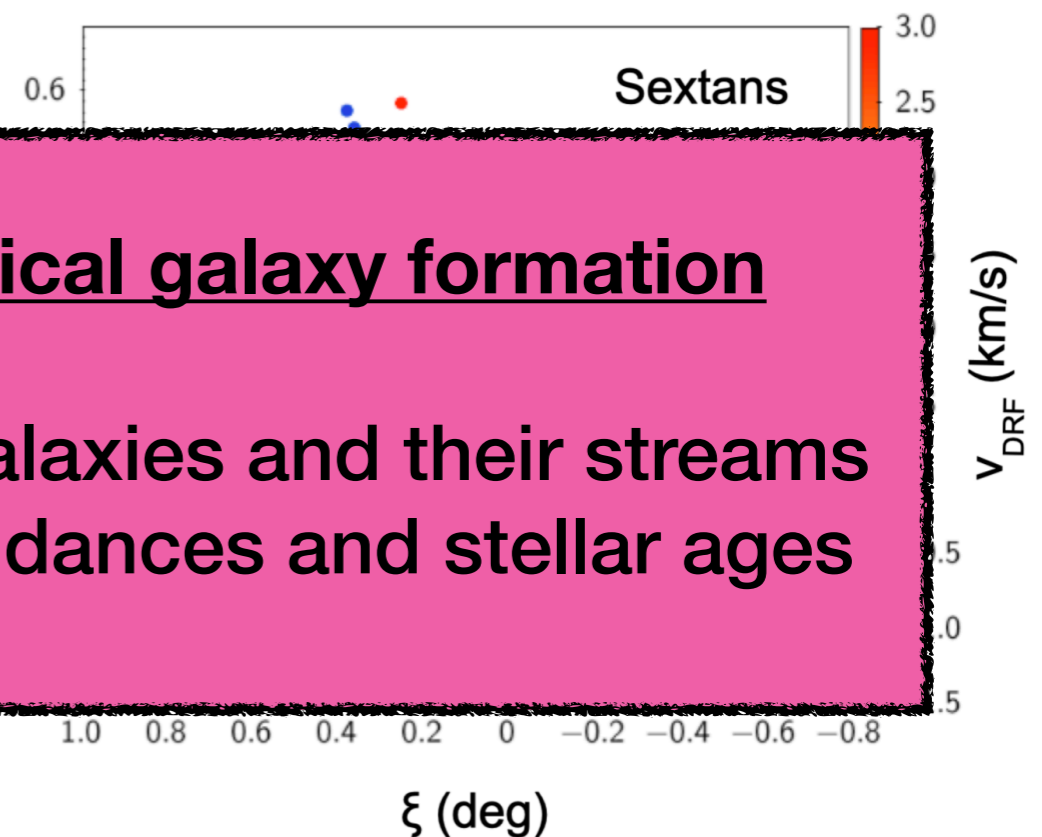 3.0
0.6
Sextans
2.5
ical galaxy formation
v DRF (km/s)
alaxies and their streams
dances and stellar ages
.5
.0
.5
1.0 0.8 0.6 0.4 0.2 0 −0.2 −0.4 −0.6 −0.8
ξ (deg)